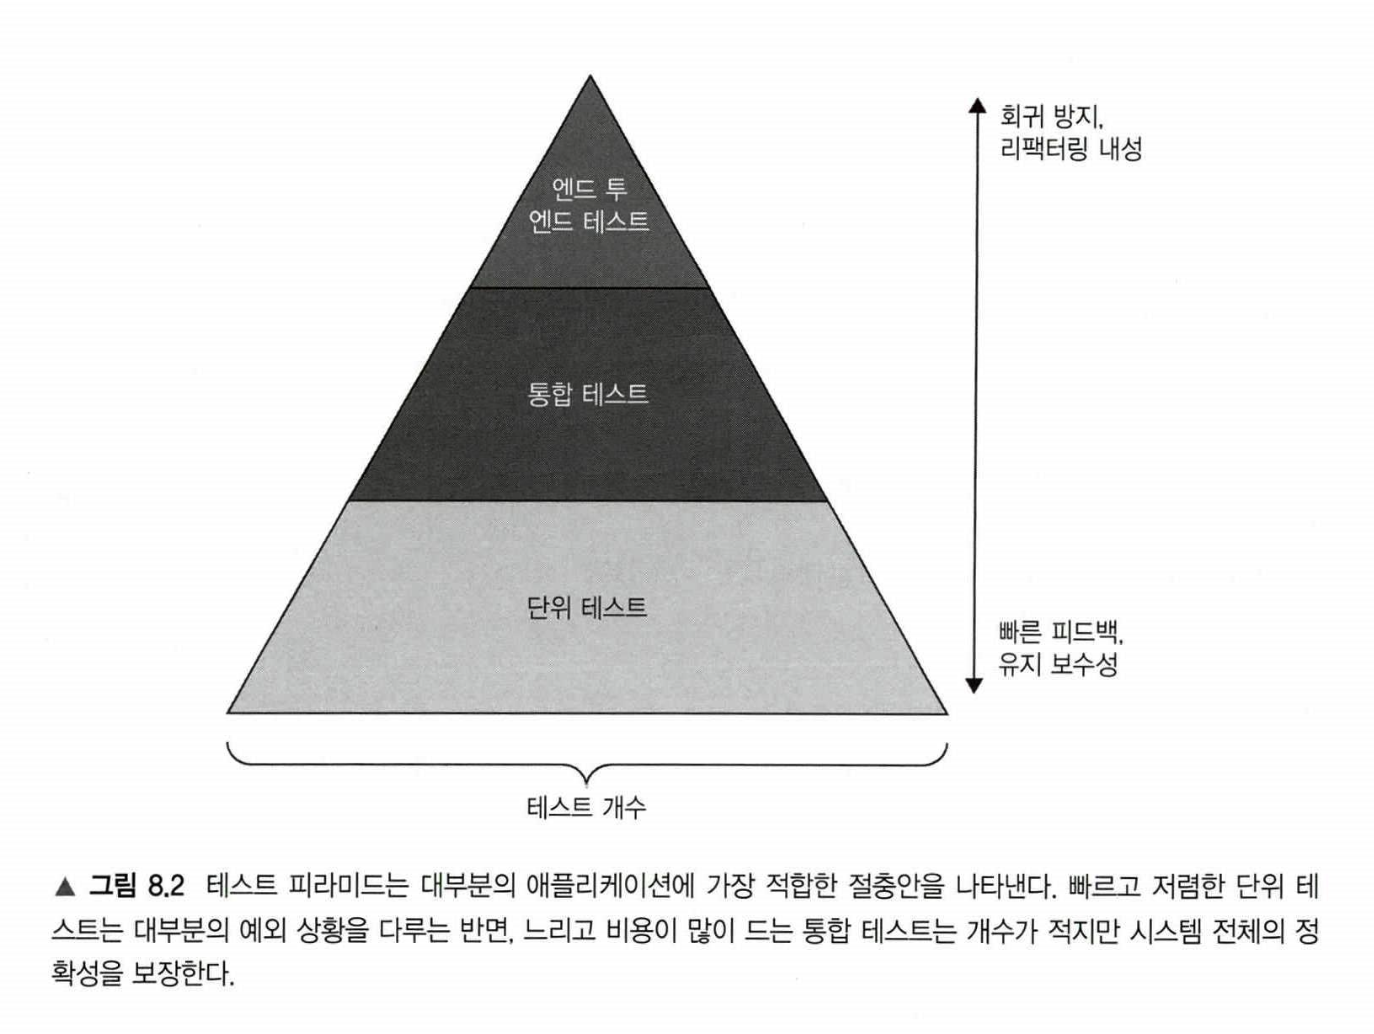 회귀 방지,
리팩터링 내성
엔드 투
엔드 테스트
통합 테스트
단위 테스트
빠른 피드백,
유지 보수성
테스트 개수
▲ 그림 8.2 테스트 피라미드는 대부분의 애플리케이션에 가장 적합한 절충안을 나타낸다. 빠르고 저렴한 단위 테
스트는 대부분의 예외 상황을 다루는 반면, 느리고 비용이 많이 드는 통합 테스트는 개수가 적지만 시스템 전체의 정
확성을 보장한다.